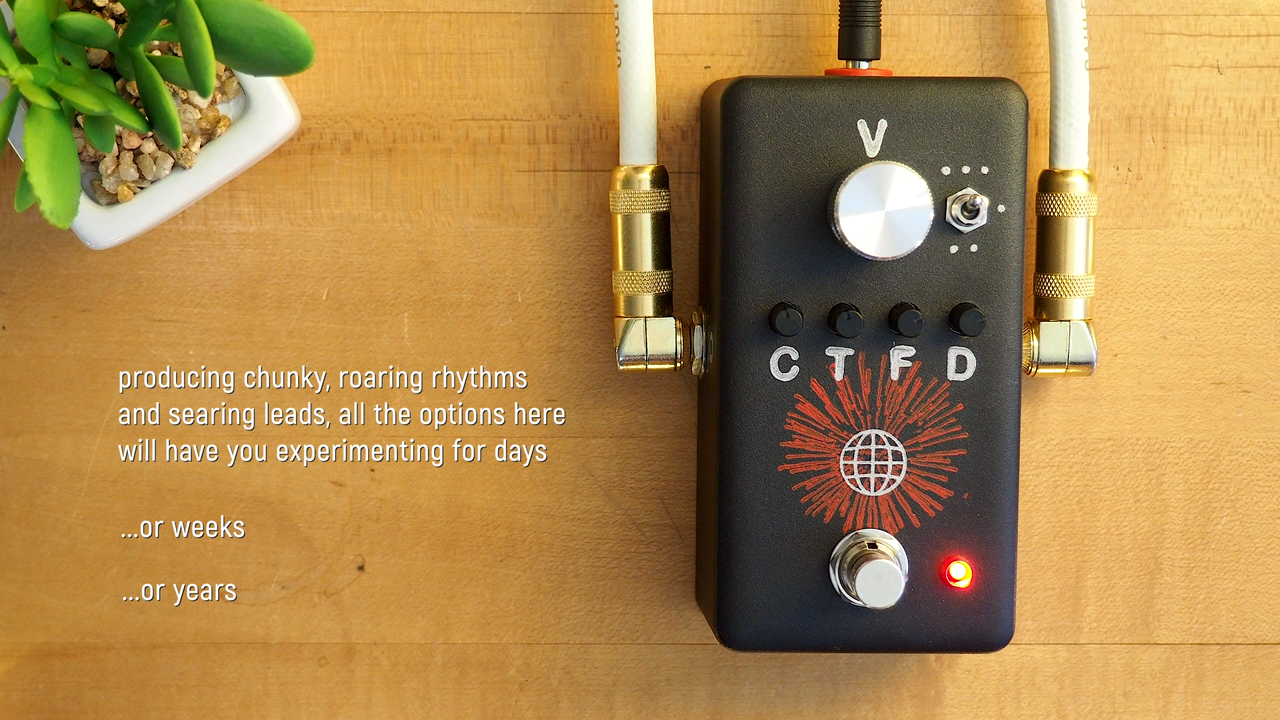 producing chunky, roaring rhythms
and searing leads, all the options here
will have you experimenting for days
...or weeks
...or years
V
C T F D